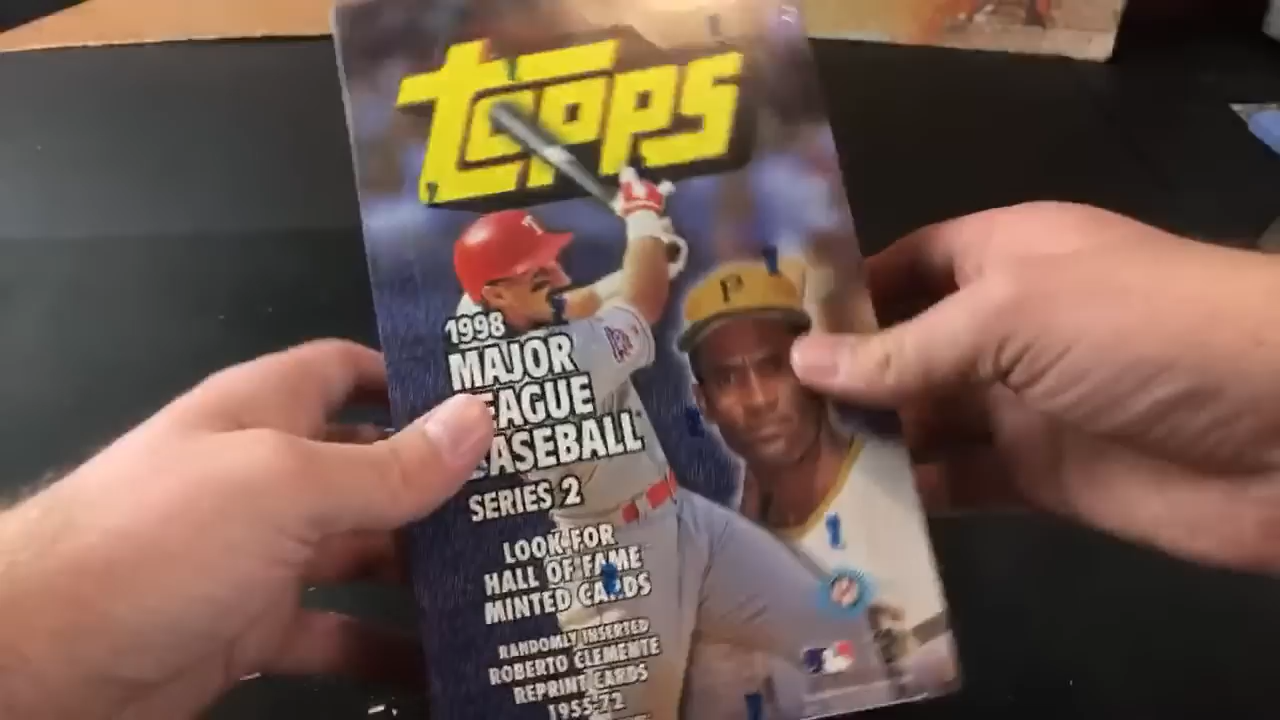 TOPPS
T
P
1998
MAJOR
EAGUE
ASEBALL
SERIES 2
LOOK FOR
HALL OF FAME
MINTED CARDS
RANDOMLY INSERTED
ROBERTO CLEMENTE
REPRINT CARDS
1955-72